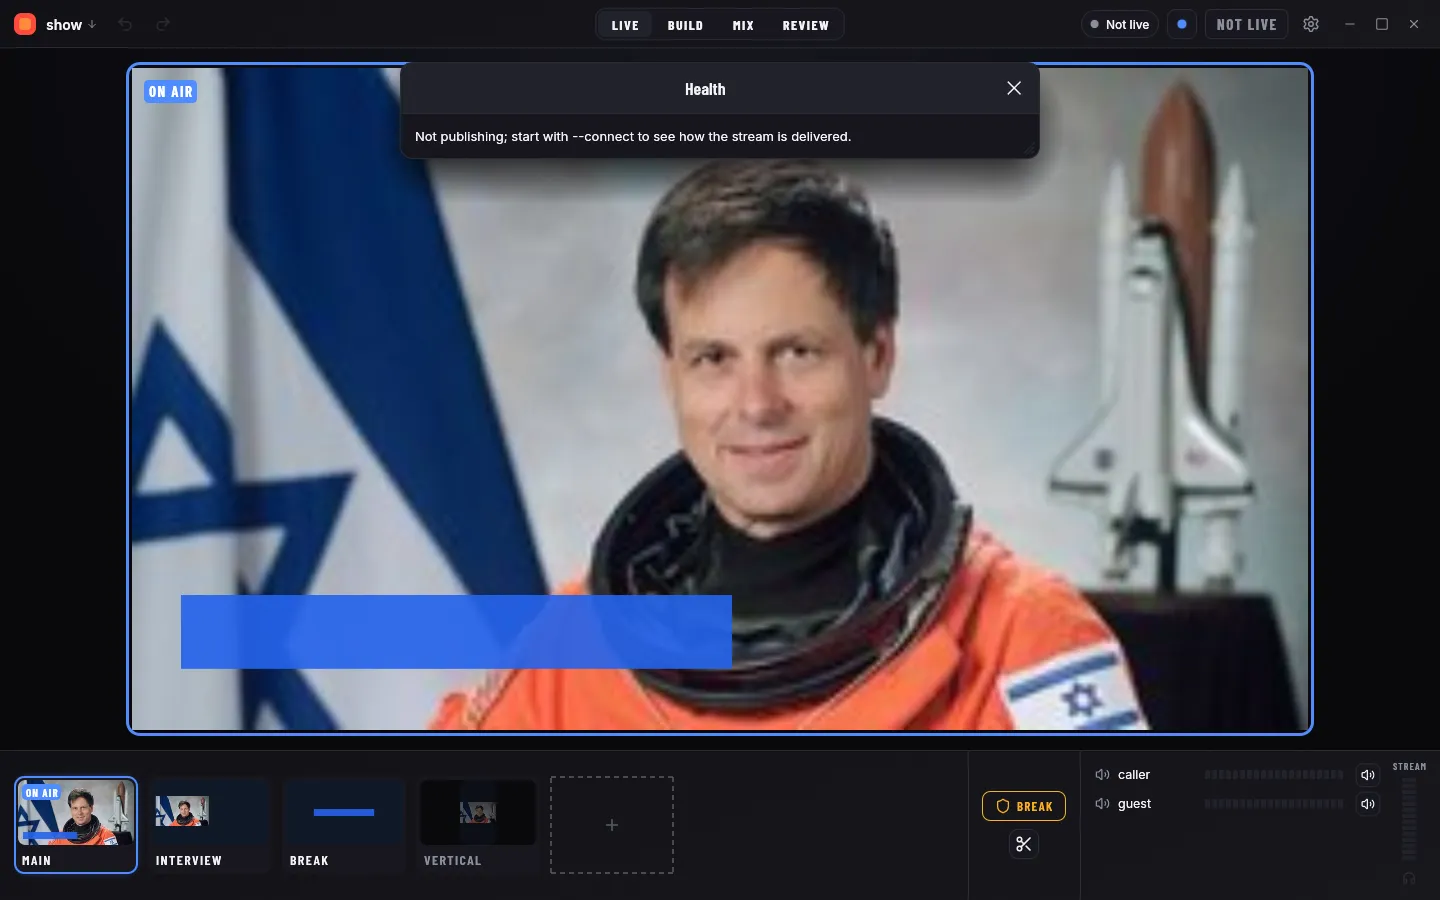 show
LIVE
BUILD
MIX
REVIEW
Not live
NOT LIVE
ON AIR
Health
Not publishing; start with --connect to see how the stream is delivered.
ON AIR
MAIN
INTERVIEW
BREAK
VERTICAL
BREAK
caller
guest
STREAM